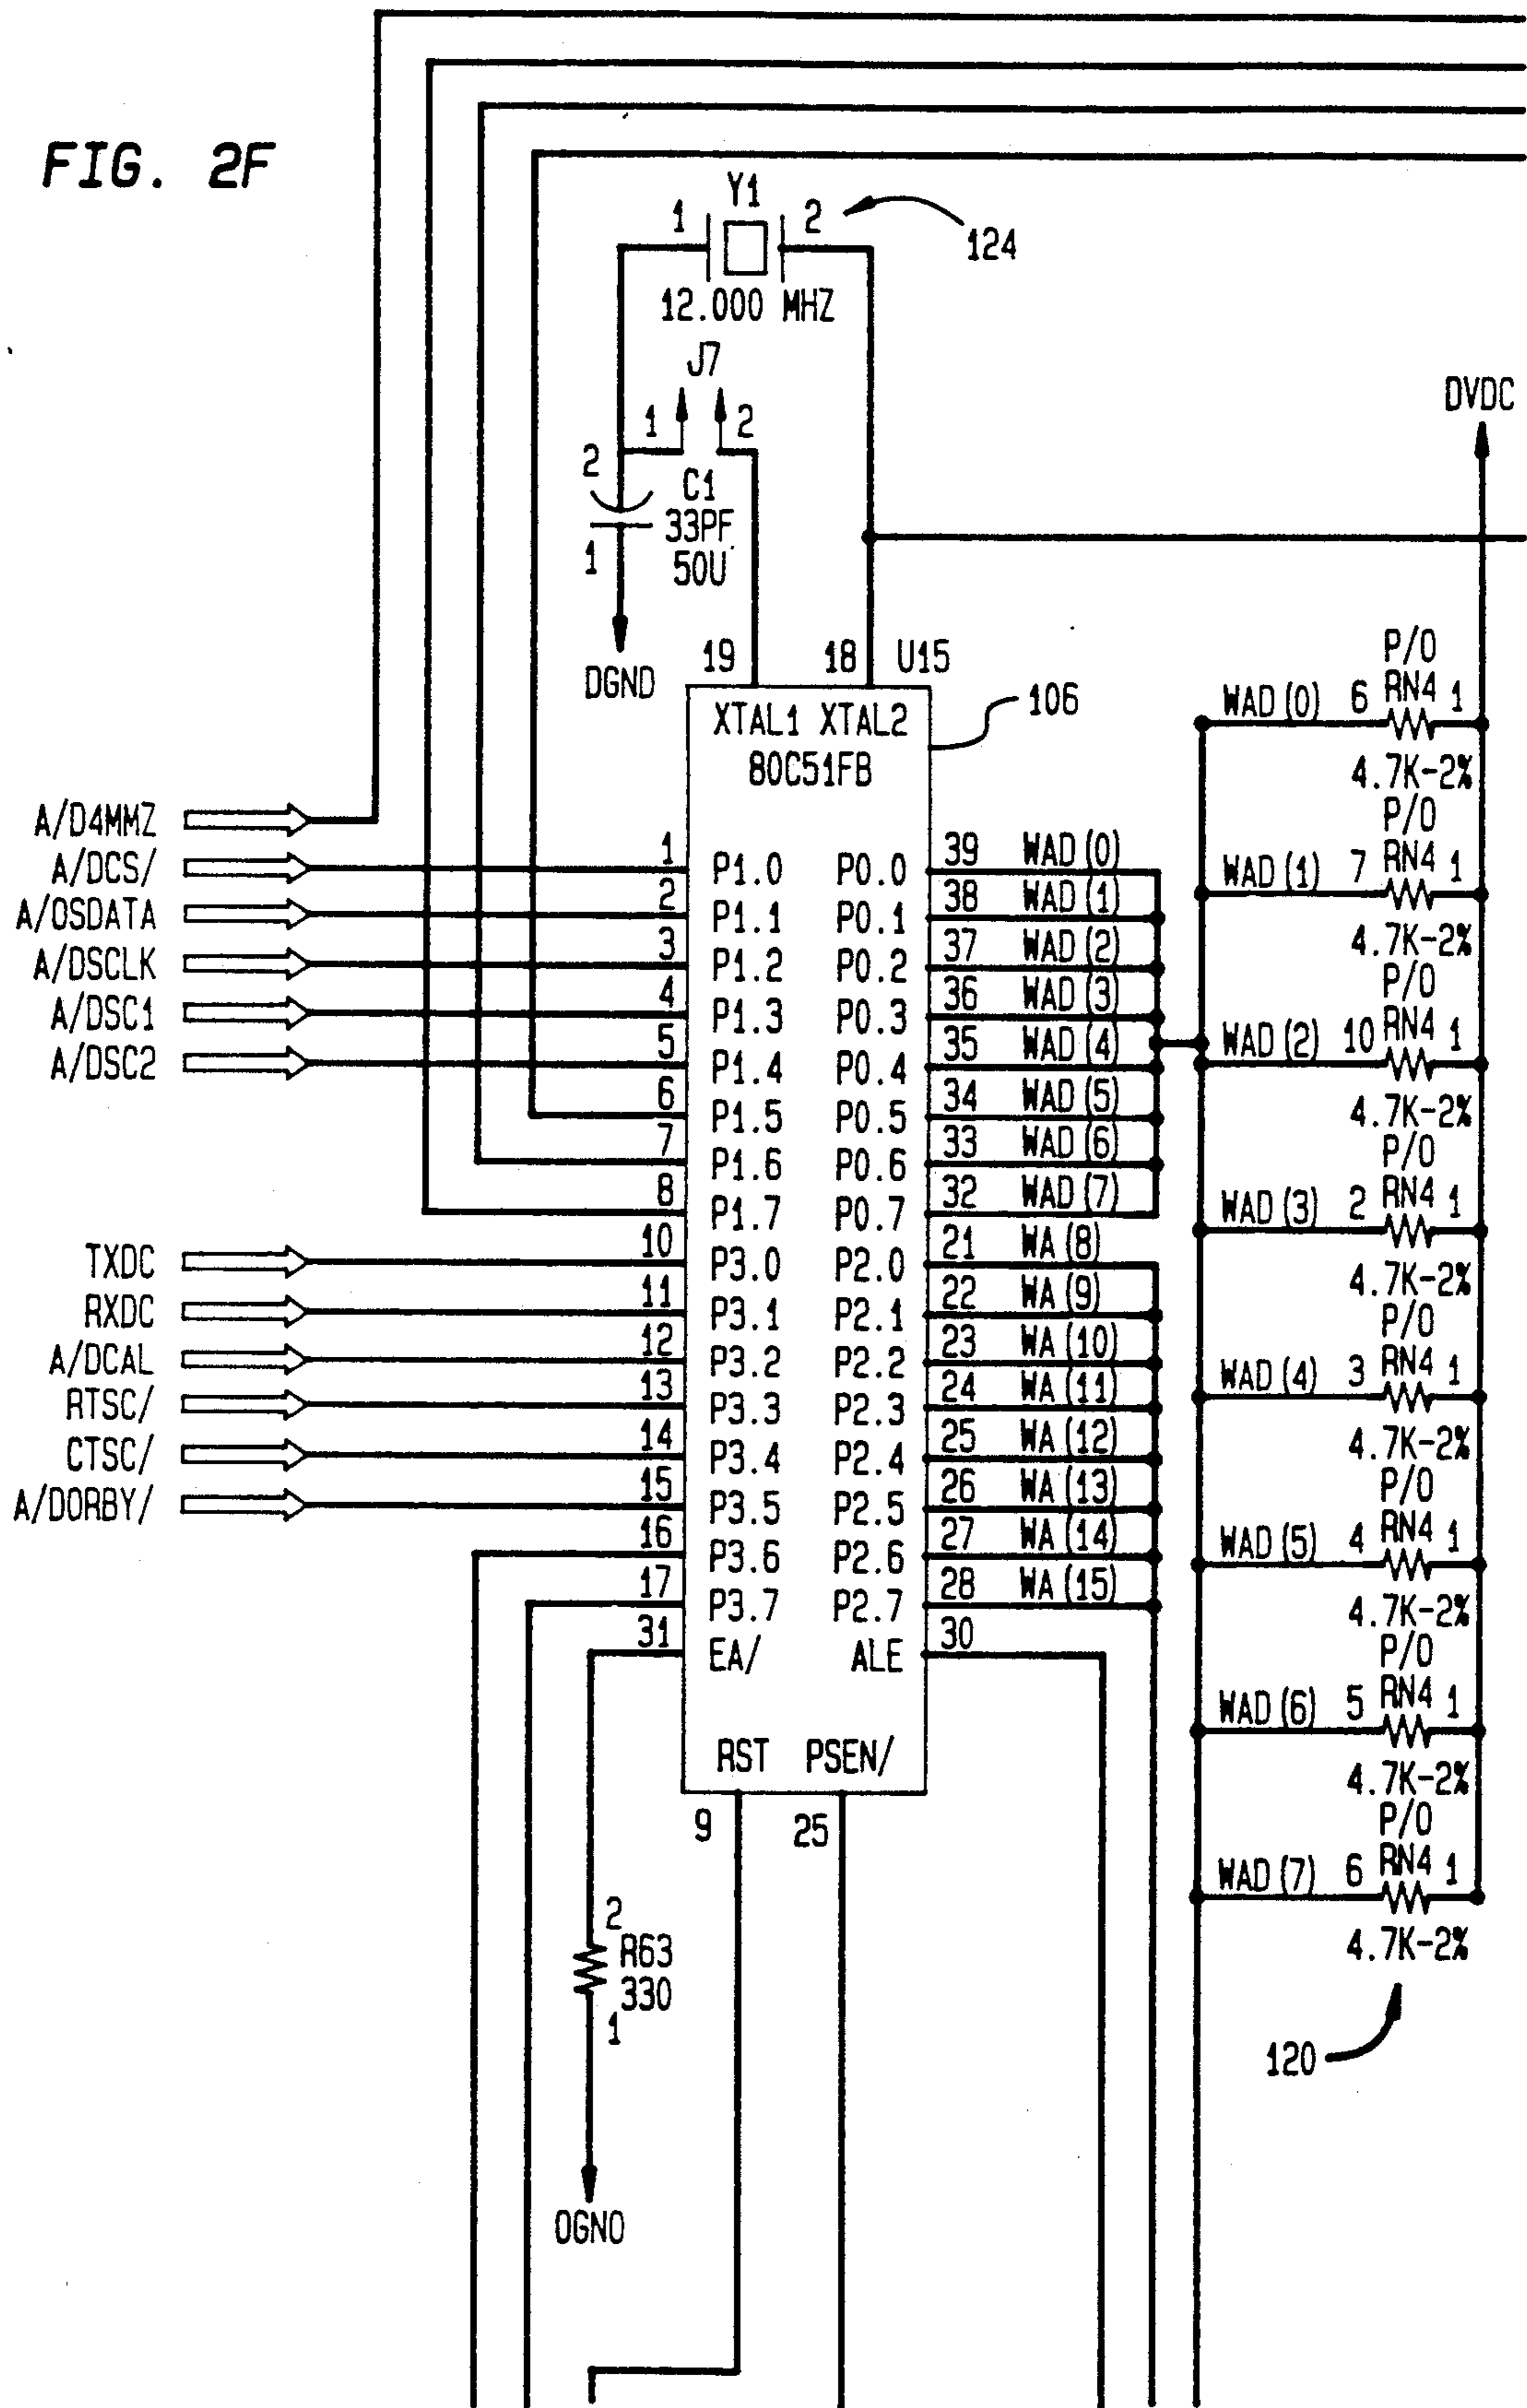 FIG. 2F
Y1
1 2
124
12.000 MHZ
J7
1 2
DVDC
2
C1
33PF
50U
1
DGND
19 18 U15
106
XTAL1 XTAL2
80C51FB
A/D4MMZ
A/DCS/ 1 P1.0 P0.0 39 WAD(0)
A/OSDATA 2 P1.1 P0.1 38 WAD(1)
A/DSCLK 3 P1.2 P0.2 37 WAD(2)
A/DSC1 4 P1.3 P0.3 36 WAD(3)
A/DSC2 5 P1.4 P0.4 35 WAD(4)
6 P1.5 P0.5 34 WAD(5)
7 P1.6 P0.6 33 WAD(6)
8 P1.7 P0.7 32 WAD(7)
TXDC 10 P3.0 P2.0 21 WA(8)
RXDC 11 P3.1 P2.1 22 WA(9)
A/DCAL 12 P3.2 P2.2 23 WA(10)
RTSC/ 13 P3.3 P2.3 24 WA(11)
CTSC/ 14 P3.4 P2.4 25 WA(12)
A/DORBY/ 15 P3.5 P2.5 26 WA(13)
16 P3.6 P2.6 27 WA(14)
17 P3.7 P2.7 28 WA(15)
31 EA/ ALE 30
RST PSEN/
9 25
2
R63
330
1
OGNO
P/O
WAD(0) 6 RN4 1
4.7K-2%
P/O
WAD(1) 7 RN4 1
4.7K-2%
P/O
WAD(2) 10 RN4 1
4.7K-2%
P/O
WAD(3) 2 RN4 1
4.7K-2%
P/O
WAD(4) 3 RN4 1
4.7K-2%
P/O
WAD(5) 4 RN4 1
4.7K-2%
P/O
WAD(6) 5 RN4 1
4.7K-2%
P/O
WAD(7) 6 RN4 1
4.7K-2%
120